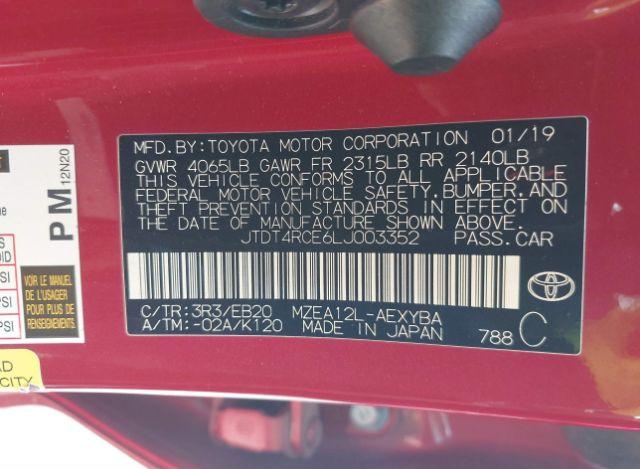 MFD.BY:TOYOTA MOTOR CORPORATION 01/19
GVWR 4065LB GAWR FR 2315LB RR 2140LB
THIS VEHICLE CONFORMS TO ALL APPLICABLE
FEDERAL MOTOR VEHICLE SAFETY.BUMPER.AND
THEFT PREVENTION STANDARDS IN EFFECT ON
THE DATE OF MANUFACTURE SHOWN ABOVE.
JTDT4RCE6LJ003352 PASS.CAR
C/TR:3R3/EB20 MZEA12L-AEXYBA
A/TM:-02A/K120 MADE IN JAPAN 788 C
TOYOTA
PM
12N20
VOIR LE MANUEL
DE L'USAGER
POUR PLUS DE
RENSEIGNEMENTS